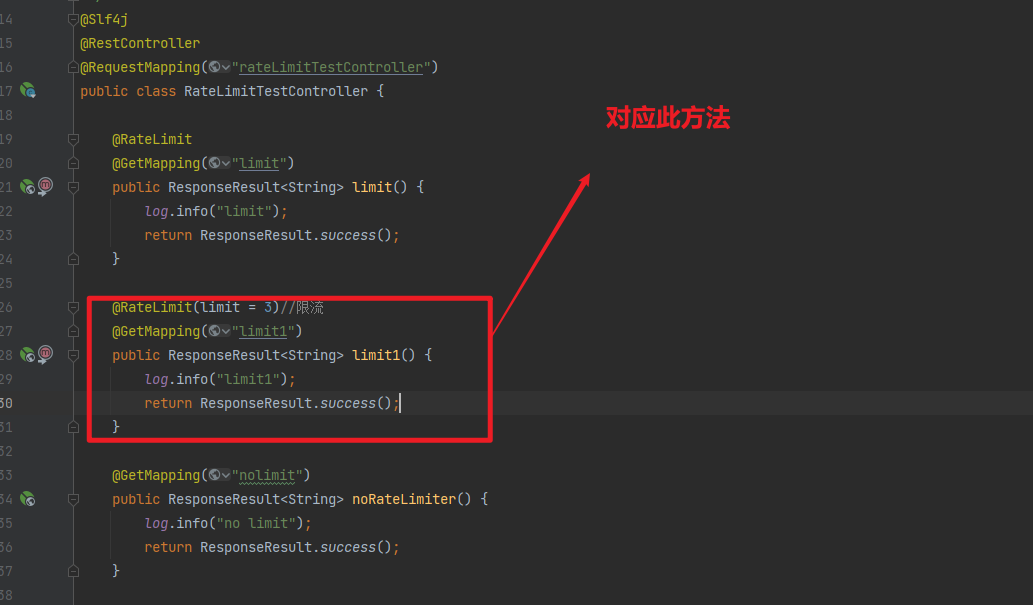 14 @Slf4j
15 @RestController
16 @RequestMapping("rateLimitTestController")
17 public class RateLimitTestController {
18
对应此方法
19 @RateLimit
20 @GetMapping("limit")
21 public ResponseResult<String> limit() {
22 log.info("limit");
23 return ResponseResult.success();
24 }
25
26 @RateLimit(limit = 3)//限流
27 @GetMapping("limit1")
28 public ResponseResult<String> limit1() {
29 log.info("limit1");
30 return ResponseResult.success();
31 }
32
33 @GetMapping("nolimit")
34 public ResponseResult<String> noRateLimiter() {
35 log.info("no limit");
36 return ResponseResult.success();
37 }
38